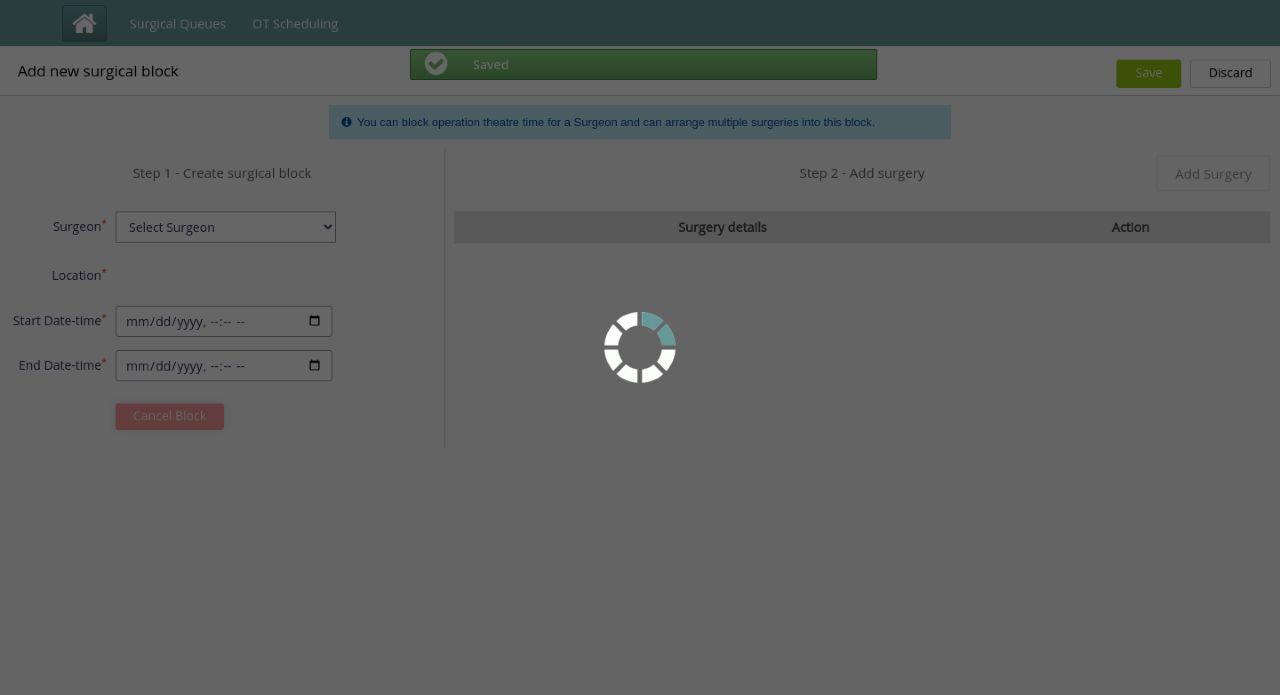 Surgical Queues OT Scheduling
Saved
Add new surgical block
Save Discard
You can block operation theatre time for a Surgeon and can arrange multiple surgeries into this block.
Step 1 - Create surgical block
Step 2 - Add surgery
Add Surgery
Surgeon* Select Surgeon
Surgery details Action
Location*
Start Date-time* mm/dd/yyyy, --:-- --
End Date-time* mm/dd/yyyy, --:-- --
Cancel Block